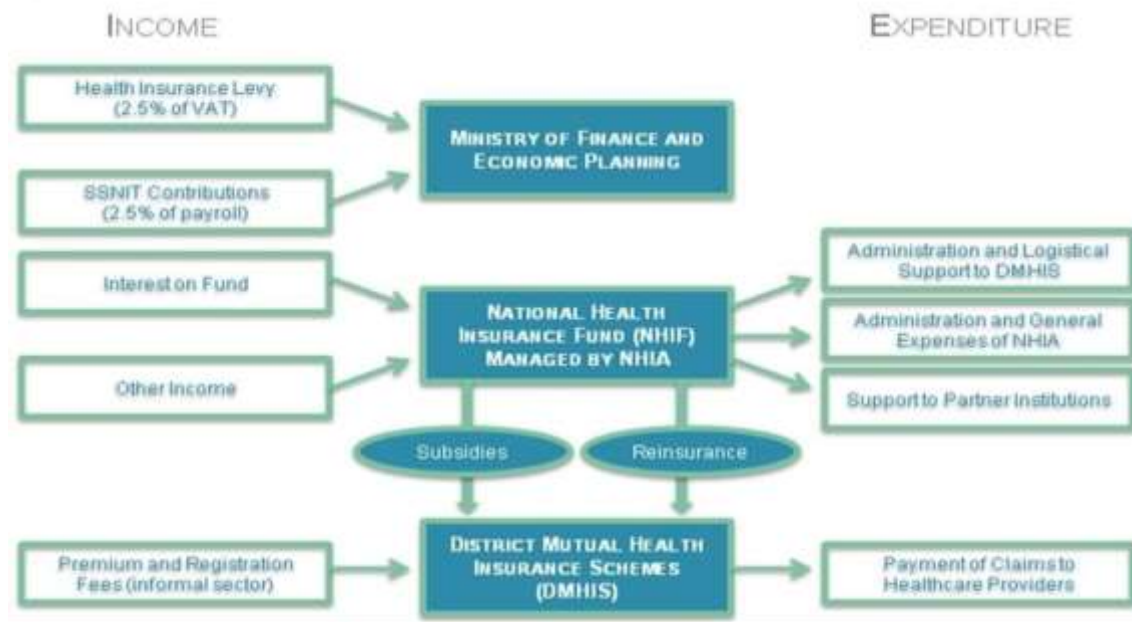 INCOME
EXPENDITURE
Health Insurance Levy
(2.5% of VAT)
MINISTRY OF FINANCE AND
ECONOMIC PLANNING
SSNIT Contributions
(2.5% of payroll)
Interest on Fund
NATIONAL HEALTH
INSURANCE FUND (NHIF)
MANAGED BY NHIA
Other Income
Administration and Logistical
Support to DMHIS
Administration and General
Expenses of NHIA
Support to Partner Institutions
Subsidies
Reinsurance
Premium and Registration
Fees (informal sector)
DISTRICT MUTUAL HEALTH
INSURANCE SCHEMES
(DMHIS)
Payment of Claims to
Healthcare Providers